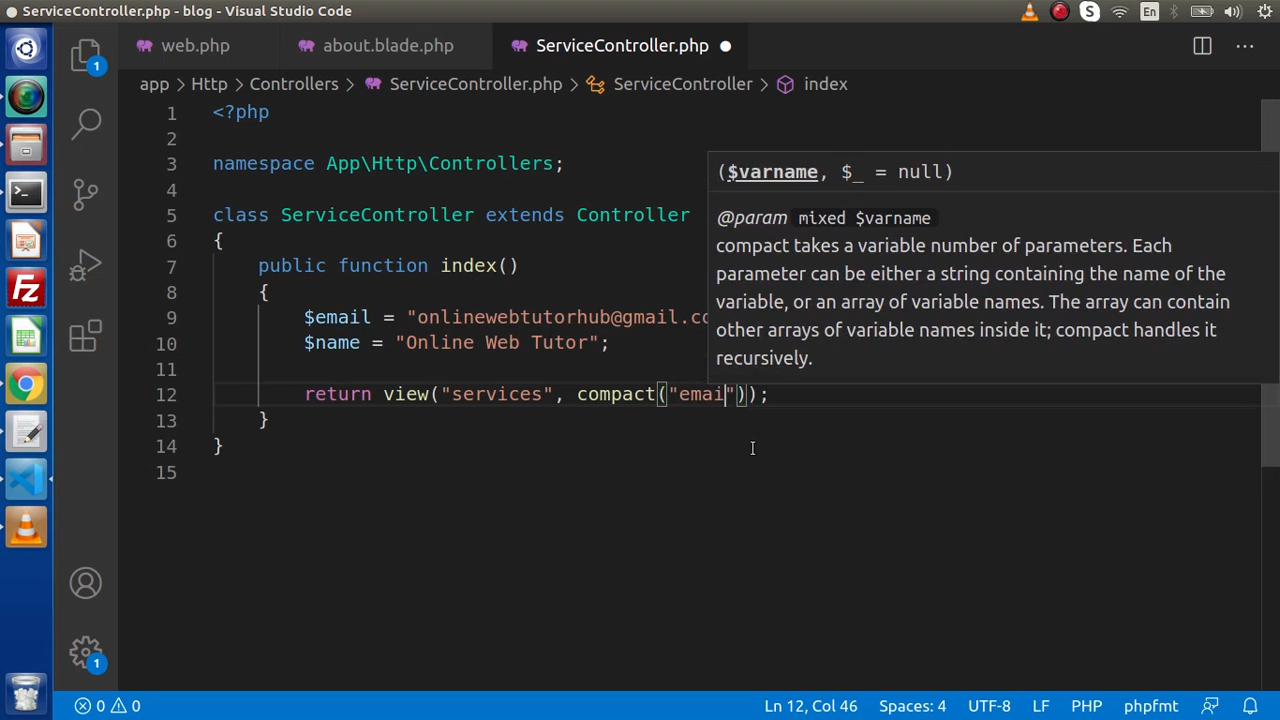 ServiceController.php - blog - Visual Studio Code
En
web.php about.blade.php ServiceController.php
app > Http > Controllers > ServiceController.php > ServiceController > index
1 <?php
2
3 namespace App\Http\Controllers;
4
5 class ServiceController extends Controller
6 {
7 public function index()
8 {
9 $email = "onlinewebtutorhub@gmail.co
10 $name = "Online Web Tutor";
11
12 return view("services", compact("emai"));
13 }
14 }
15
($varname, $_ = null)
@param mixed $varname
compact takes a variable number of parameters. Each
parameter can be either a string containing the name of the
variable, or an array of variable names. The array can contain
other arrays of variable names inside it; compact handles it
recursively.
1
1
0 0 Ln 12, Col 46 Spaces: 4 UTF-8 LF PHP phpfmt